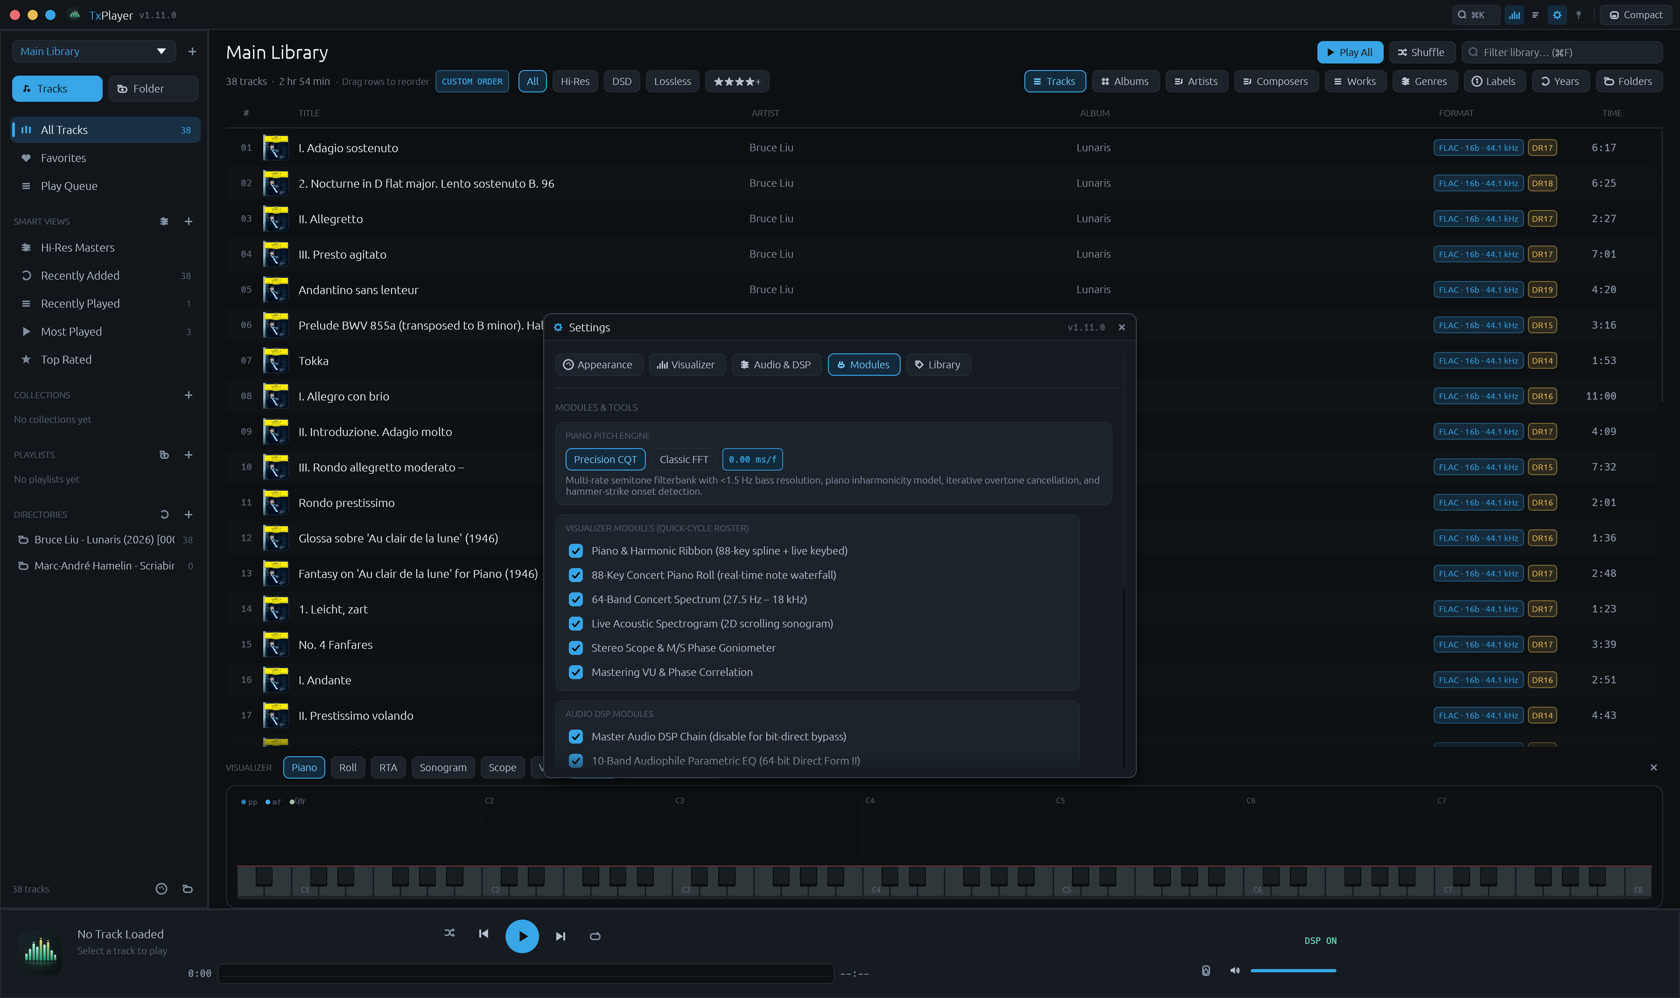 TxPlayer v1.11.0
⌘K
Compact
Main Library
Tracks
Folder
All Tracks 38
Favorites
Play Queue
SMART VIEWS
Hi-Res Masters
Recently Added 38
Recently Played 1
Most Played 3
Top Rated
COLLECTIONS
No collections yet
PLAYLISTS
No playlists yet
DIRECTORIES
Bruce Liu - Lunaris (2026) [000 38
Marc-André Hamelin - Scriabin 0
38 tracks
Main Library
Play All
Shuffle
Filter library… (⌘F)
38 tracks · 2 hr 54 min · Drag rows to reorder CUSTOM ORDER
All
Hi-Res
DSD
Lossless
★★★★+
Tracks
Albums
Artists
Composers
Works
Genres
Labels
Years
Folders
# TITLE ARTIST ALBUM FORMAT TIME
01 I. Adagio sostenuto Bruce Liu Lunaris FLAC · 16b · 44.1 kHz DR17 6:17
02 2. Nocturne in D flat major. Lento sostenuto B. 96 Bruce Liu Lunaris FLAC · 16b · 44.1 kHz DR18 6:25
03 II. Allegretto Bruce Liu Lunaris FLAC · 16b · 44.1 kHz DR17 2:27
04 III. Presto agitato Bruce Liu Lunaris FLAC · 16b · 44.1 kHz DR17 7:01
05 Andantino sans lenteur Bruce Liu Lunaris FLAC · 16b · 44.1 kHz DR19 4:20
06 Prelude BWV 855a (transposed to B minor). Hal FLAC · 16b · 44.1 kHz DR15 3:16
07 Tokka FLAC · 16b · 44.1 kHz DR14 1:53
08 I. Allegro con brio FLAC · 16b · 44.1 kHz DR16 11:00
09 II. Introduzione. Adagio molto FLAC · 16b · 44.1 kHz DR17 4:09
10 III. Rondo allegretto moderato – FLAC · 16b · 44.1 kHz DR15 7:32
11 Rondo prestissimo FLAC · 16b · 44.1 kHz DR16 2:01
12 Glossa sobre 'Au clair de la lune' (1946) FLAC · 16b · 44.1 kHz DR16 1:36
13 Fantasy on 'Au clair de la lune' for Piano (1946) FLAC · 16b · 44.1 kHz DR17 2:48
14 1. Leicht, zart FLAC · 16b · 44.1 kHz DR17 1:23
15 No. 4 Fanfares FLAC · 16b · 44.1 kHz DR17 3:39
16 I. Andante FLAC · 16b · 44.1 kHz DR16 2:51
17 II. Prestissimo volando FLAC · 16b · 44.1 kHz DR14 4:43
Settings v1.11.0
Appearance
Visualizer
Audio & DSP
Modules
Library
MODULES & TOOLS
PIANO PITCH ENGINE
Precision CQT
Classic FFT
0.00 ms/f
Multi-rate semitone filterbank with <1.5 Hz bass resolution, piano inharmonicity model, iterative overtone cancellation, and
hammer-strike onset detection.
VISUALIZER MODULES (QUICK-CYCLE ROSTER)
Piano & Harmonic Ribbon (88-key spline + live keybed)
88-Key Concert Piano Roll (real-time note waterfall)
64-Band Concert Spectrum (27.5 Hz – 18 kHz)
Live Acoustic Spectrogram (2D scrolling sonogram)
Stereo Scope & M/S Phase Goniometer
Mastering VU & Phase Correlation
AUDIO DSP MODULES
Master Audio DSP Chain (disable for bit-direct bypass)
10-Band Audiophile Parametric EQ (64-bit Direct Form II)
VISUALIZER
Piano
Roll
RTA
Sonogram
Scope
pp mf C2 C3 C4 C5 C6 C7
C1 C2 C3 C4 C5 C6 C7 C8
No Track Loaded
Select a track to play
0:00
--:--
DSP ON